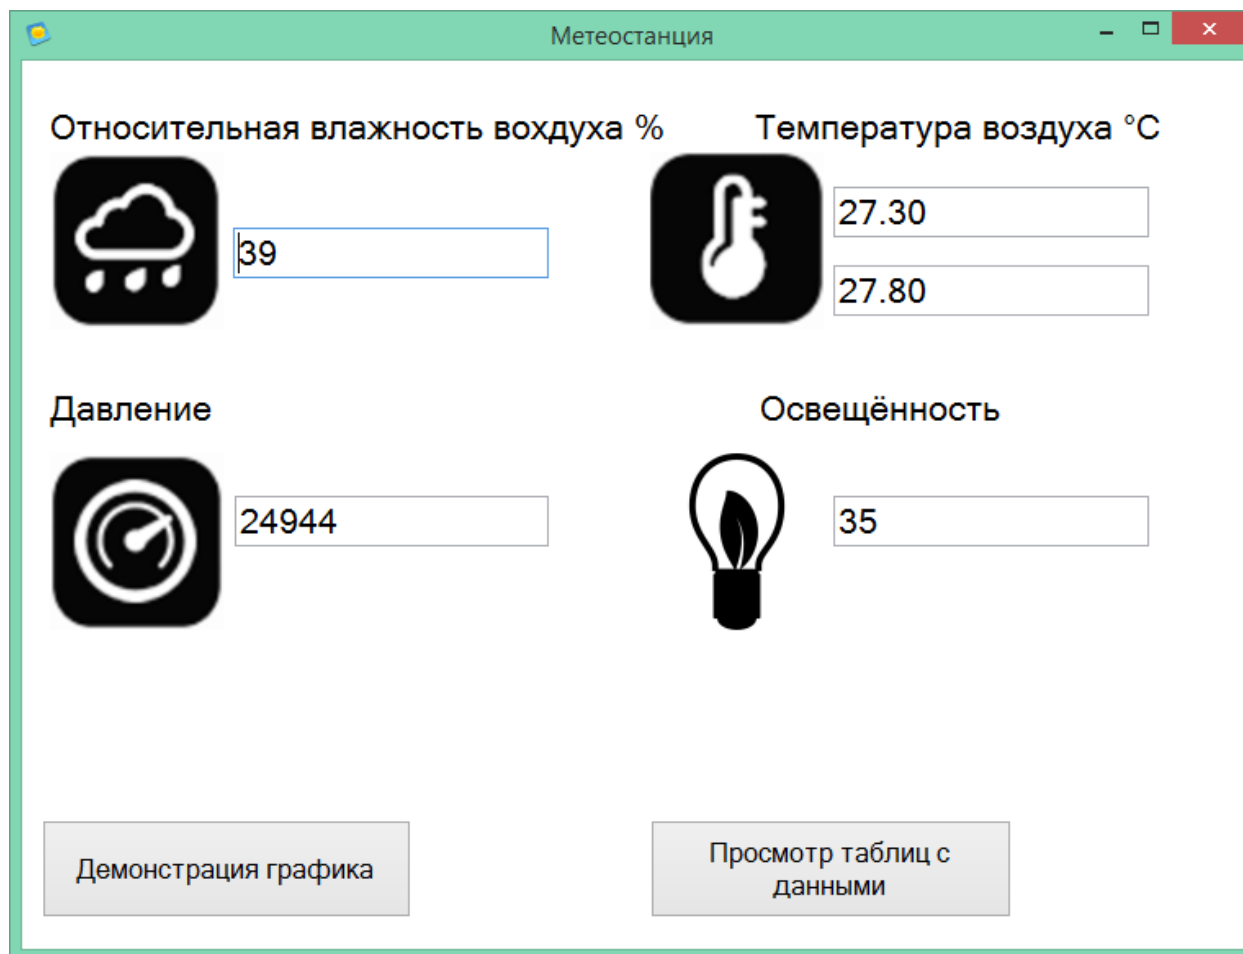 Метеостанция
Относительная влажность вохдуха %
Температура воздуха °C
39
27.30
27.80
Давление
Освещённость
24944
35
Демонстрация графика
Просмотр таблиц с
данными